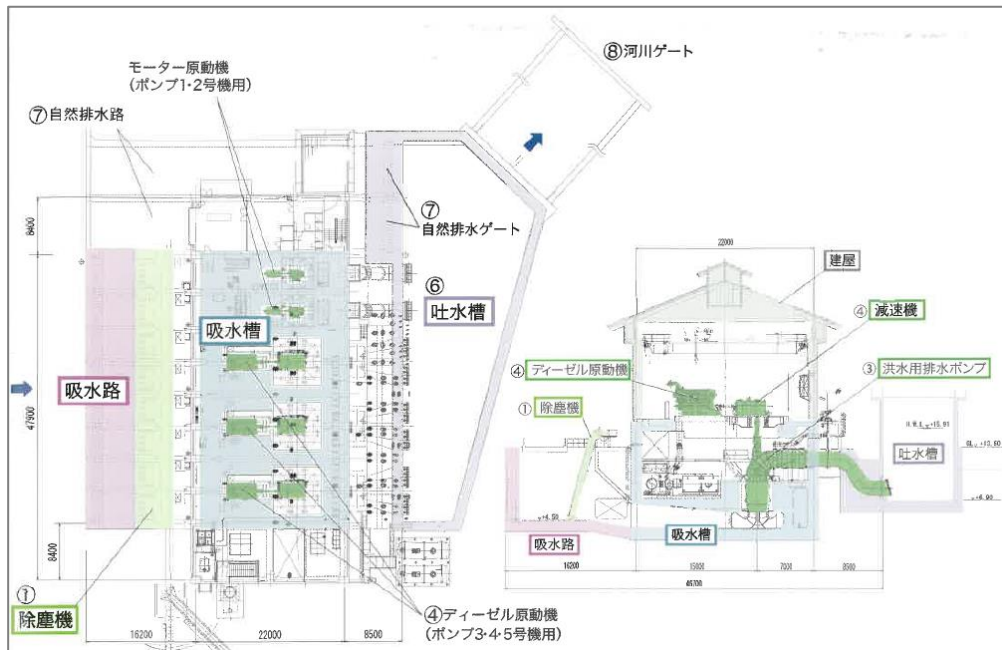 モーター原動機
(ポンプ1・2号機用)
⑦自然排水路
⑧河川ゲート
⑦
自然排水ゲート
⑥
吐水槽
吸水槽
吸水路
8400
47900
8400
①
除塵機
16200
22000
8500
④ディーゼル原動機
(ポンプ3・4・5号機用)
22000
建屋
④減速機
④ディーゼル原動機
③洪水用排水ポンプ
①除塵機
吐水槽
吸水路
吸水槽
16200
15000
7000
8500